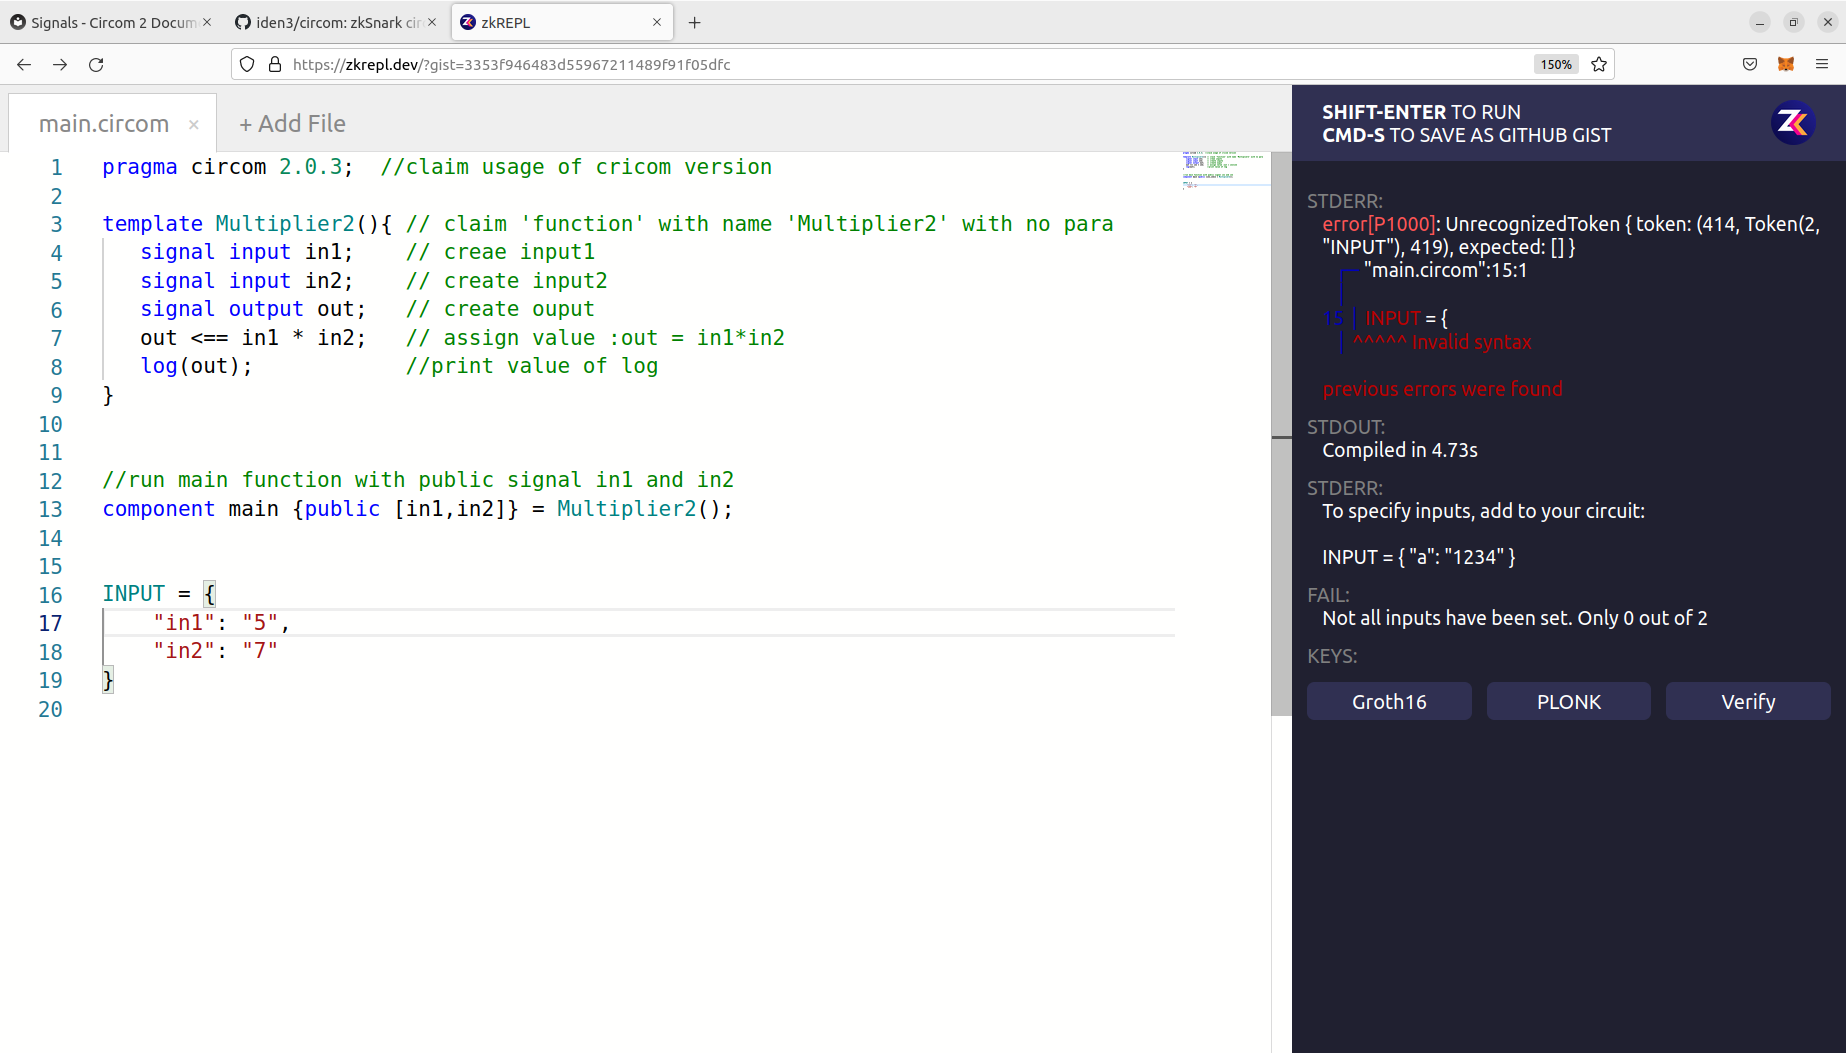 Signals - Circom 2 Docum
iden3/circom: zkSnark cir
zkREPL
https://zkrepl.dev/?gist=3353f946483d55967211489f91f05dfc
150%
main.circom
+ Add File
1 pragma circom 2.0.3;  //claim usage of cricom version
2
3 template Multiplier2(){ // claim 'function' with name 'Multiplier2' with no para
4    signal input in1;    // creae input1
5    signal input in2;    // create input2
6    signal output out;   // create ouput
7    out <== in1 * in2;   // assign value :out = in1*in2
8    log(out);            //print value of log
9 }
10
11
12 //run main function with public signal in1 and in2
13 component main {public [in1,in2]} = Multiplier2();
14
15
16 INPUT = {
17     "in1": "5",
18     "in2": "7"
19 }
20
SHIFT-ENTER TO RUN
CMD-S TO SAVE AS GITHUB GIST
STDERR:
error[P1000]: UnrecognizedToken { token: (414, Token(2,
"INPUT"), 419), expected: [] }
"main.circom":15:1
15 | INPUT = {
^^^^^ Invalid syntax
previous errors were found
STDOUT:
Compiled in 4.73s
STDERR:
To specify inputs, add to your circuit:
INPUT = { "a": "1234" }
FAIL:
Not all inputs have been set. Only 0 out of 2
KEYS:
Groth16
PLONK
Verify